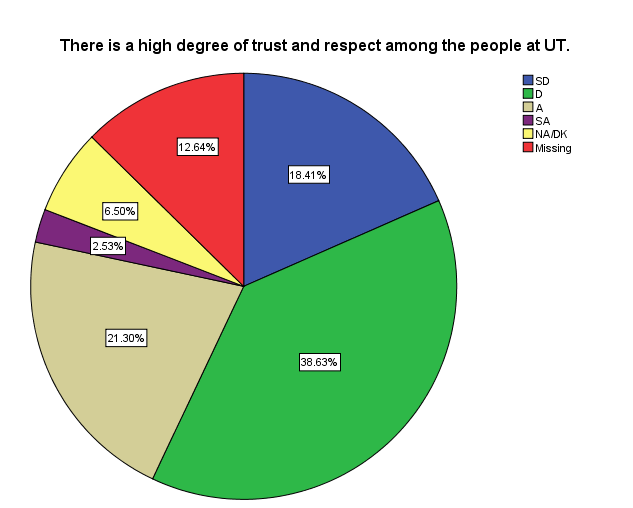 There is a high degree of trust and respect among the people at UT.
SD
D
A
SA
NA/DK
Missing
12.64%
18.41%
6.50%
2.53%
21.30%
38.63%